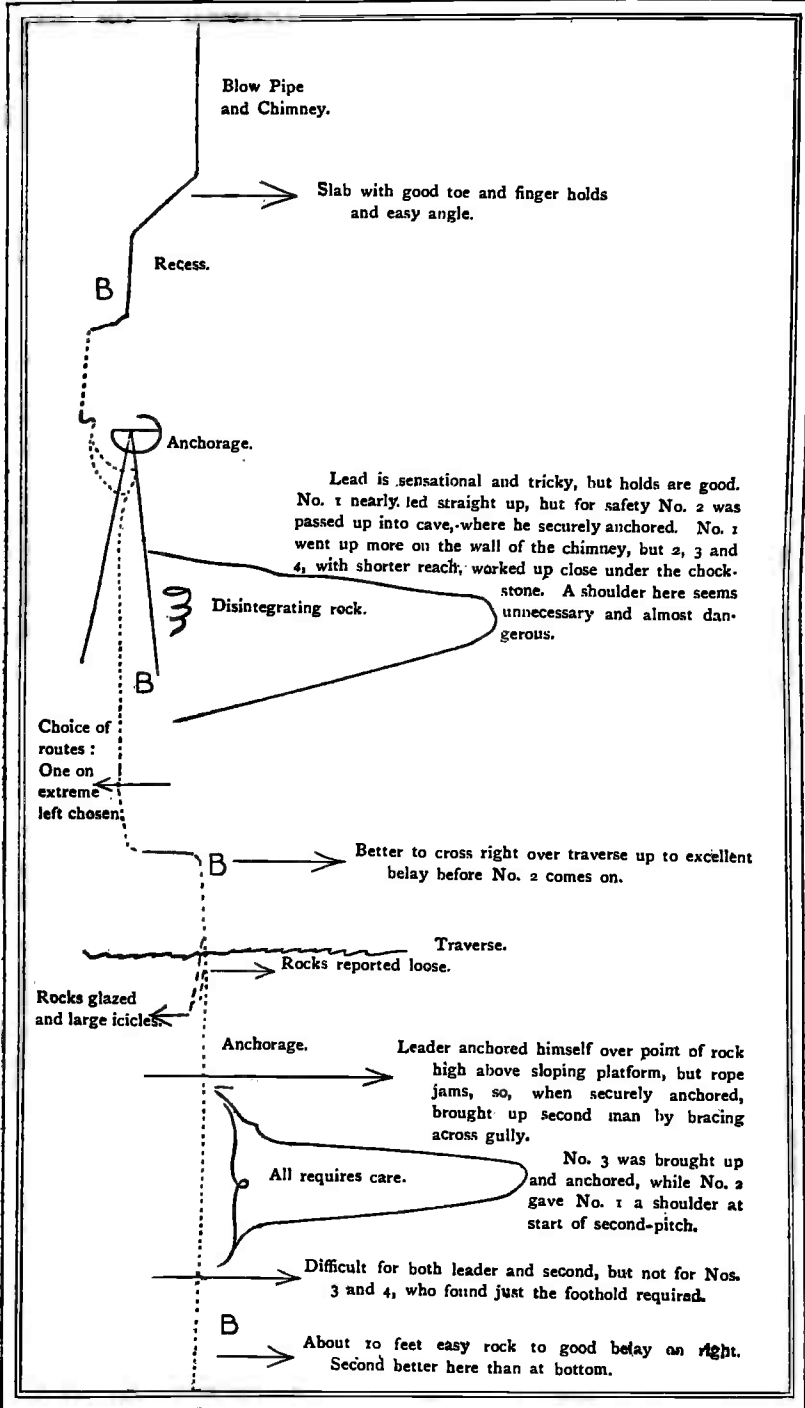 Blow Pipe
and Chimney.
Slab with good toe and finger holds
and easy angle.
Recess.
B
Anchorage.
Lead is sensational and tricky, but holds are good.
No. 1 nearly. led straight up, but for safety No. 2 was
passed up into cave, where he securely anchored. No. 1
went up more on the wall of the chimney, but 2, 3 and
4, with shorter reach, worked up close under the chock-
stone. A shoulder here seems
unnecessary and almost dan-
gerous.
Disintegrating rock.
B
Choice of
routes :
One on
extreme
left chosen.
B
Better to cross right over traverse up to excellent
belay before No. 2 comes on.
Traverse.
Rocks reported loose.
Rocks glazed
and large icicles.
Anchorage.
Leader anchored himself over point of rock
high above sloping platform, but rope
jams, so, when securely anchored,
brought up second man by bracing
across gully.
All requires care.
No. 3 was brought up
and anchored, while No. 2
gave No. 1 a shoulder at
start of second-pitch.
Difficult for both leader and second, but not for Nos.
3 and 4, who found just the foothold required.
B
About 10 feet easy rock to good belay on right.
Second better here than at bottom.